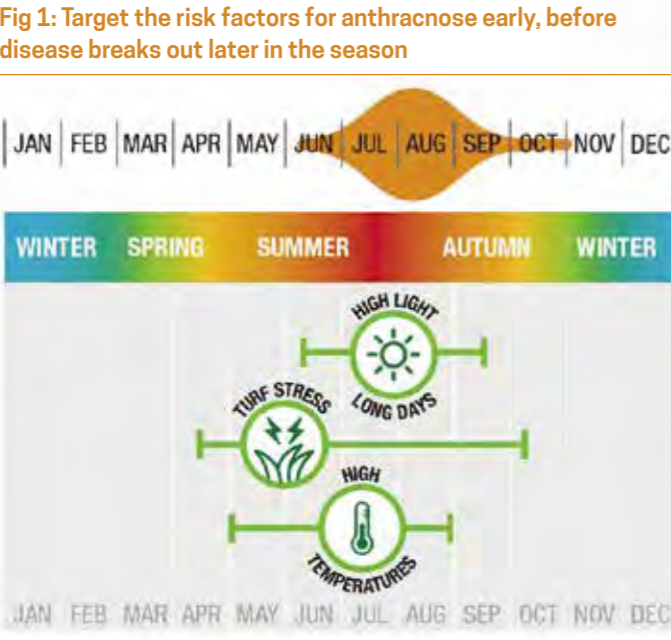 Fig 1: Target the risk factors for anthracnose early, before
disease breaks out later in the season
JAN FEB MAR APR MAY JUN JUL AUG SEP OCT NOV DEC
WINTER SPRING SUMMER AUTUMN WINTER
HIGH LIGHT
LONG DAYS
TURF STRESS
HIGH
TEMPERATURES
JAN FEB MAR APR MAY JUN JUL AUG SEP OCT NOV DEC